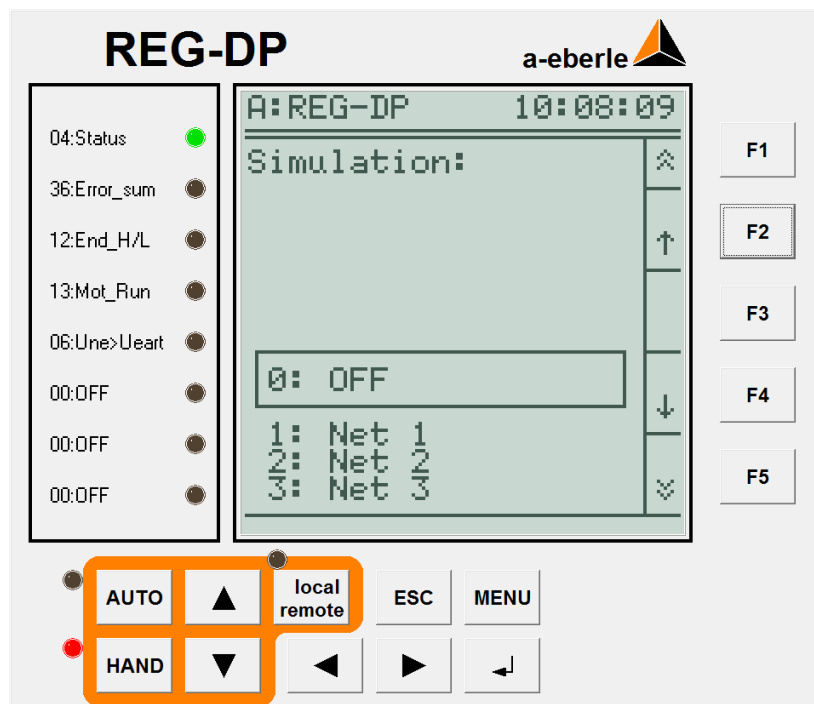 REG-DP
a-eberle
04:Status
36:Error_sum
12:End_H/L
13:Mot_Run
06:Une>Ueart
00:OFF
00:OFF
00:OFF
A:REG-DP 10:08:09
Simulation:
0: OFF
1: Net 1
2: Net 2
3: Net 3
F1
F2
F3
F4
F5
AUTO
local
remote
ESC
MENU
HAND